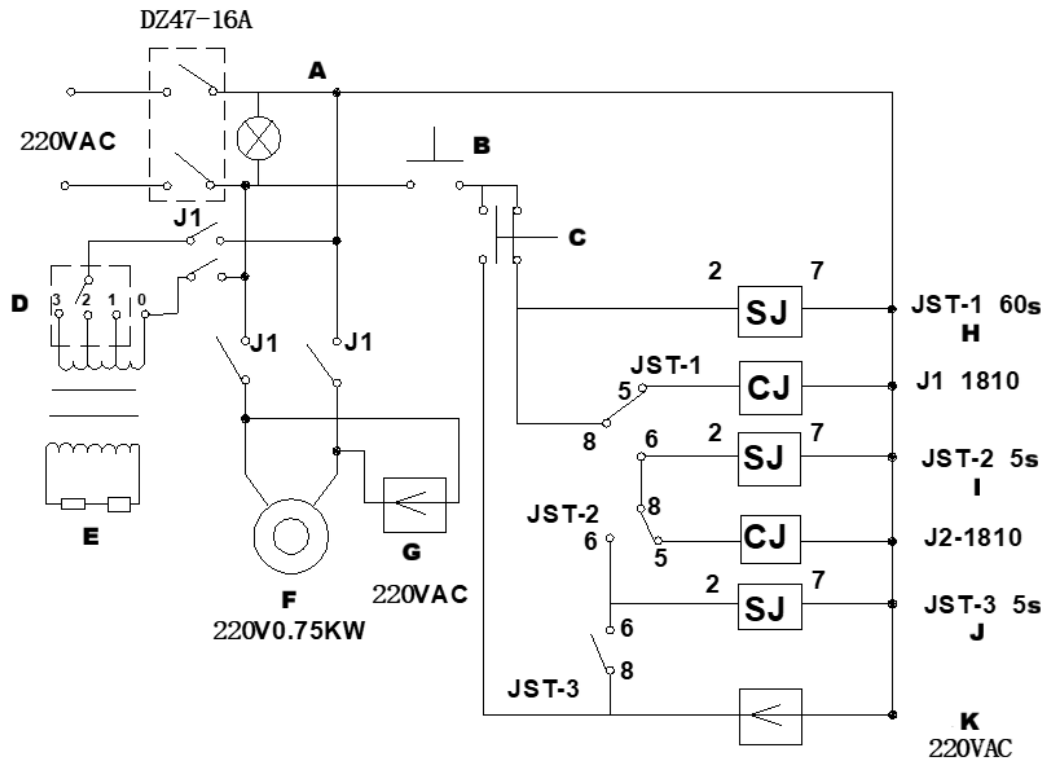 DZ47-16A
A
220VAC
B
J1
C
D
3 2 1 0
2 7
SJ
JST-1 60s
H
J1
J1
JST-1
5
CJ
J1 1810
8
6
2 7
SJ
JST-2 5s
I
E
JST-2
8
6
5
CJ
J2-1810
G
220VAC
F
220V0.75KW
2 7
SJ
JST-3 5s
J
6
8
JST-3
K
220VAC